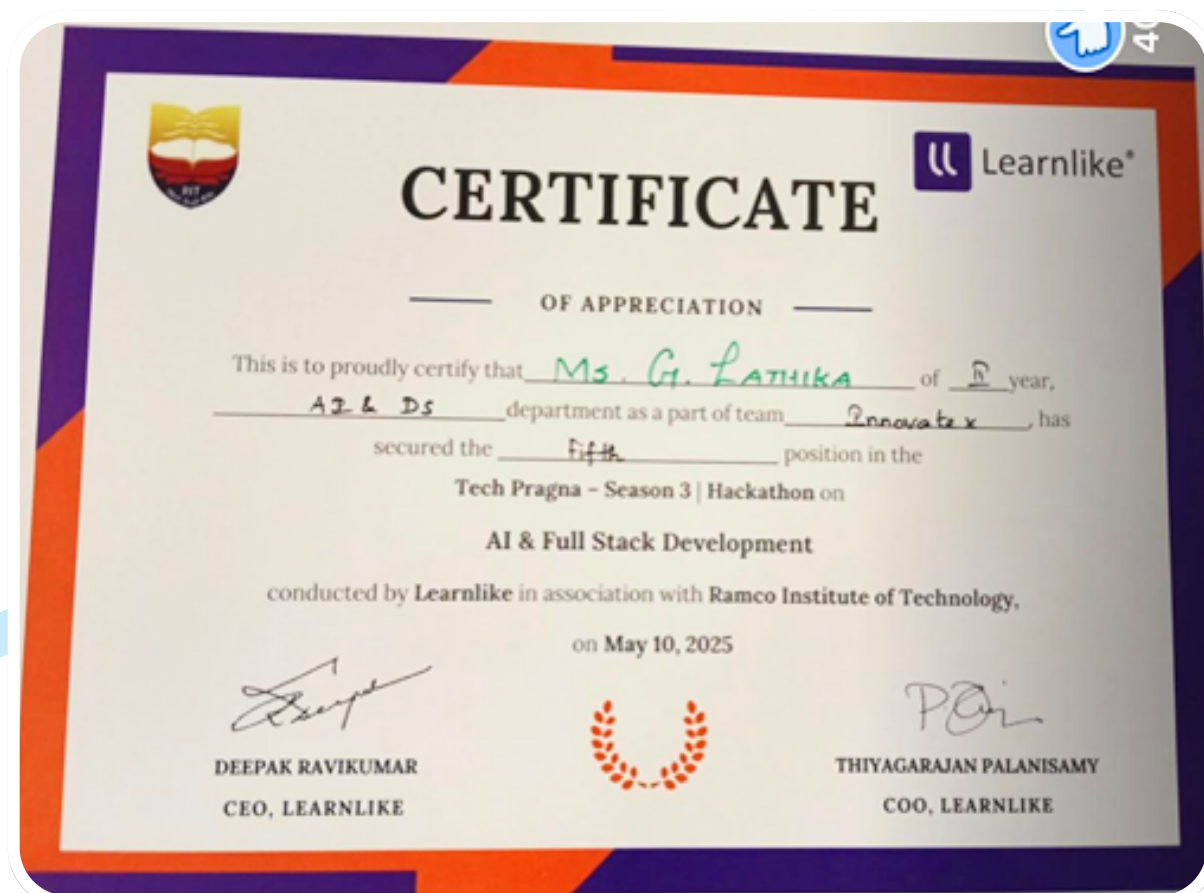 Learnlike®
CERTIFICATE
OF APPRECIATION
This is to proudly certify that Ms. G. LATHIKA of II year,
AI & DS department as a part of team Innovatex, has
secured the Fifth position in the
Tech Pragna – Season 3 | Hackathon on
AI & Full Stack Development
conducted by Learnlike in association with Ramco Institute of Technology,
on May 10, 2025
DEEPAK RAVIKUMAR
CEO, LEARNLIKE
THIYAGARAJAN PALANISAMY
COO, LEARNLIKE
RIT